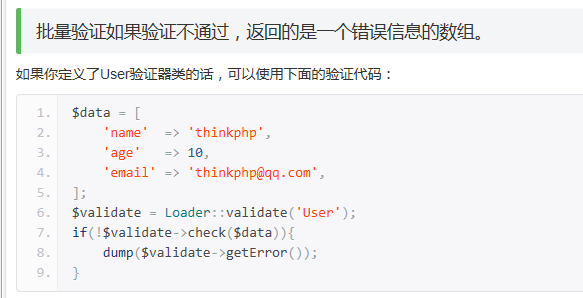 批量验证如果验证不通过，返回的是一个错误信息的数组。
如果你定义了User验证器类的话，可以使用下面的验证代码：
1. $data = [
2.     'name'  => 'thinkphp',
3.     'age'   => 10,
4.     'email' => 'thinkphp@qq.com',
5. ];
6. $validate = Loader::validate('User');
7. if(!$validate->check($data)){
8.     dump($validate->getError());
9. }